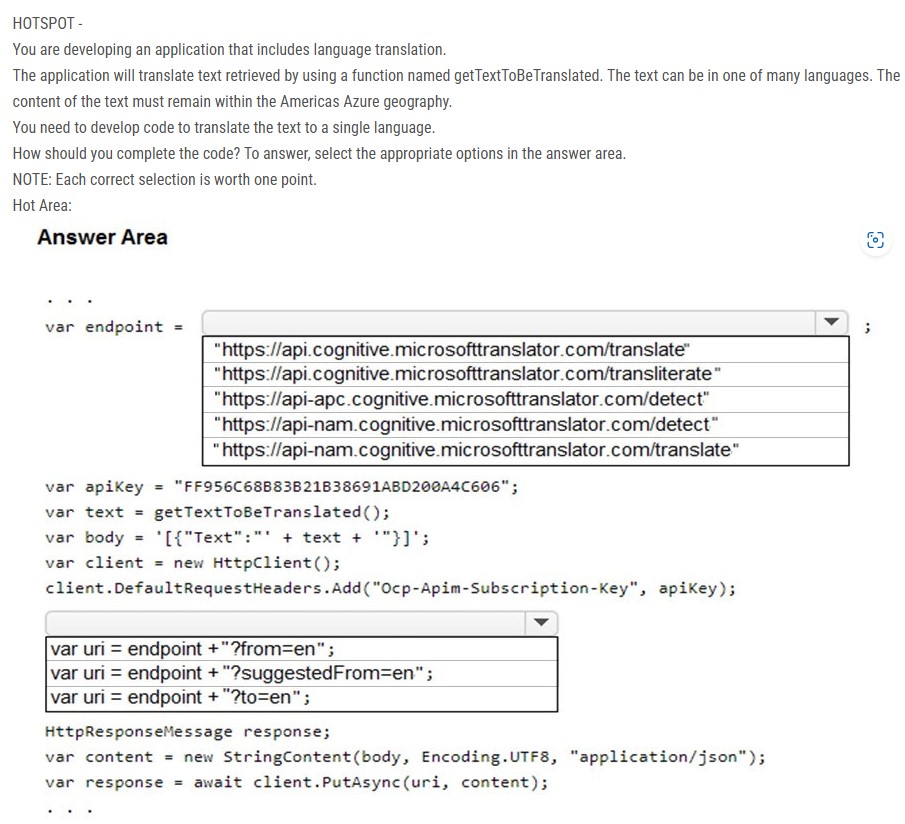 HOTSPOT -
You are developing an application that includes language translation.
The application will translate text retrieved by using a function named getTextToBeTranslated. The text can be in one of many languages. The
content of the text must remain within the Americas Azure geography.
You need to develop code to translate the text to a single language.
How should you complete the code? To answer, select the appropriate options in the answer area.
NOTE: Each correct selection is worth one point.
Hot Area:
Answer Area
. . .
var endpoint = ;
"https://api.cognitive.microsofttranslator.com/translate"
"https://api.cognitive.microsofttranslator.com/transliterate"
"https://api-apc.cognitive.microsofttranslator.com/detect"
"https://api-nam.cognitive.microsofttranslator.com/detect"
"https://api-nam.cognitive.microsofttranslator.com/translate"
var apiKey = "FF956C68B83B21B38691ABD200A4C606";
var text = getTextToBeTranslated();
var body = '[{"Text":"' + text + '"}]';
var client = new HttpClient();
client.DefaultRequestHeaders.Add("Ocp-Apim-Subscription-Key", apiKey);
var uri = endpoint +"?from=en";
var uri = endpoint +"?suggestedFrom=en";
var uri = endpoint +"?to=en";
HttpResponseMessage response;
var content = new StringContent(body, Encoding.UTF8, "application/json");
var response = await client.PutAsync(uri, content);
. . .